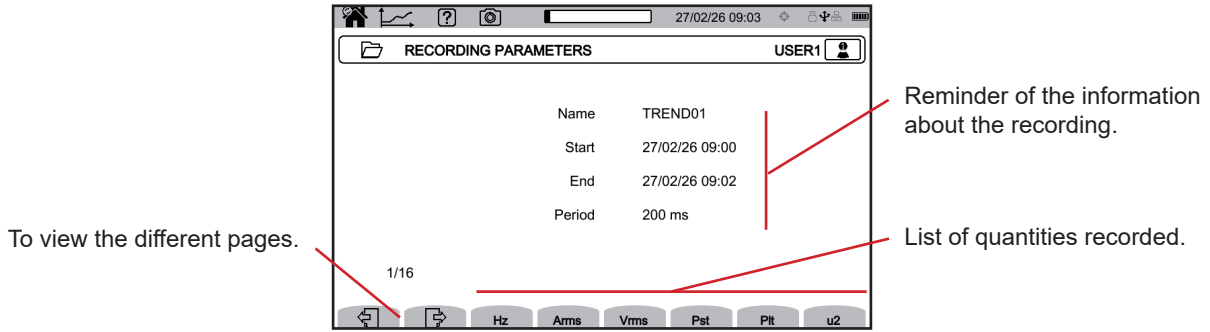 27/02/26 09:03
RECORDING PARAMETERS USER1
Name TREND01
Start 27/02/26 09:00
End 27/02/26 09:02
Period 200 ms
1/16
Hz Arms Vrms Pst Plt u2
To view the different pages.
Reminder of the information
about the recording.
List of quantities recorded.